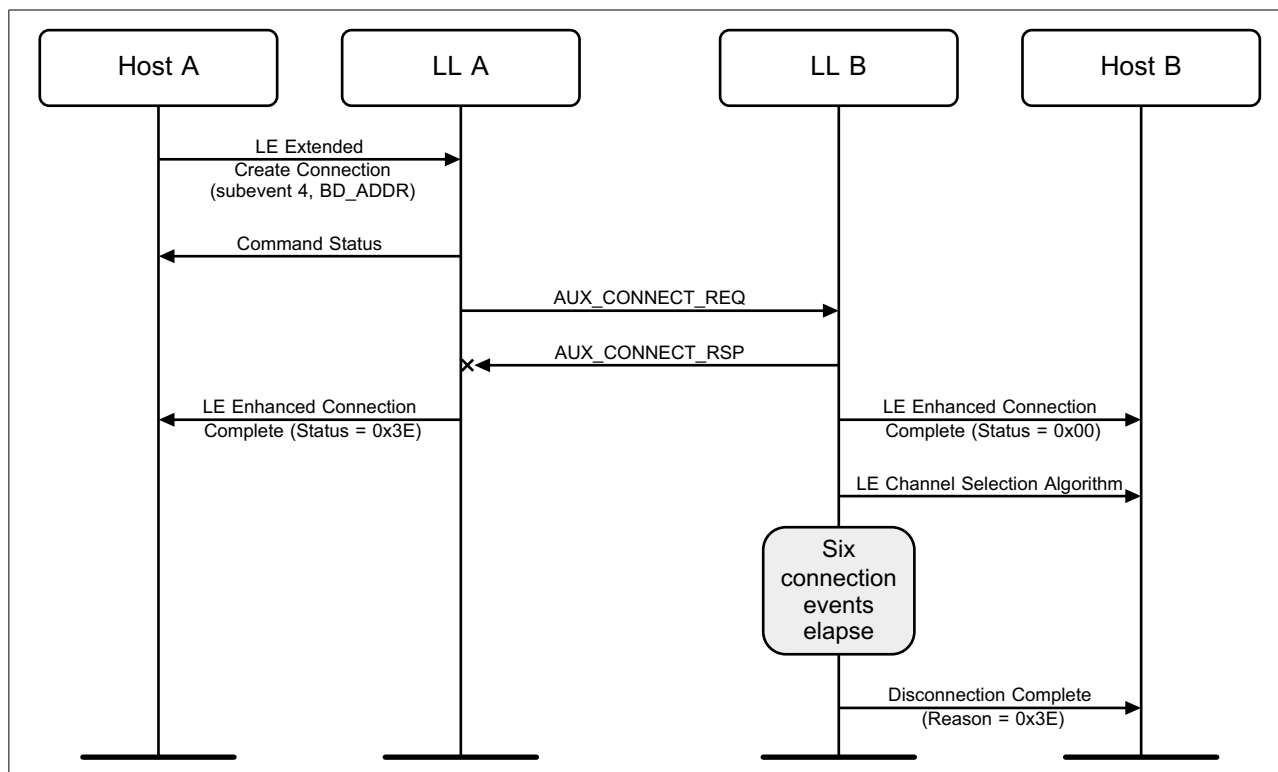 Host A
LL A
LL B
Host B
LE Extended
Create Connection
(subevent 4, BD_ADDR)
Command Status
AUX_CONNECT_REQ
AUX_CONNECT_RSP
LE Enhanced Connection
Complete (Status = 0x3E)
LE Enhanced Connection
Complete (Status = 0x00)
LE Channel Selection Algorithm
Six
connection
events
elapse
Disconnection Complete
(Reason = 0x3E)